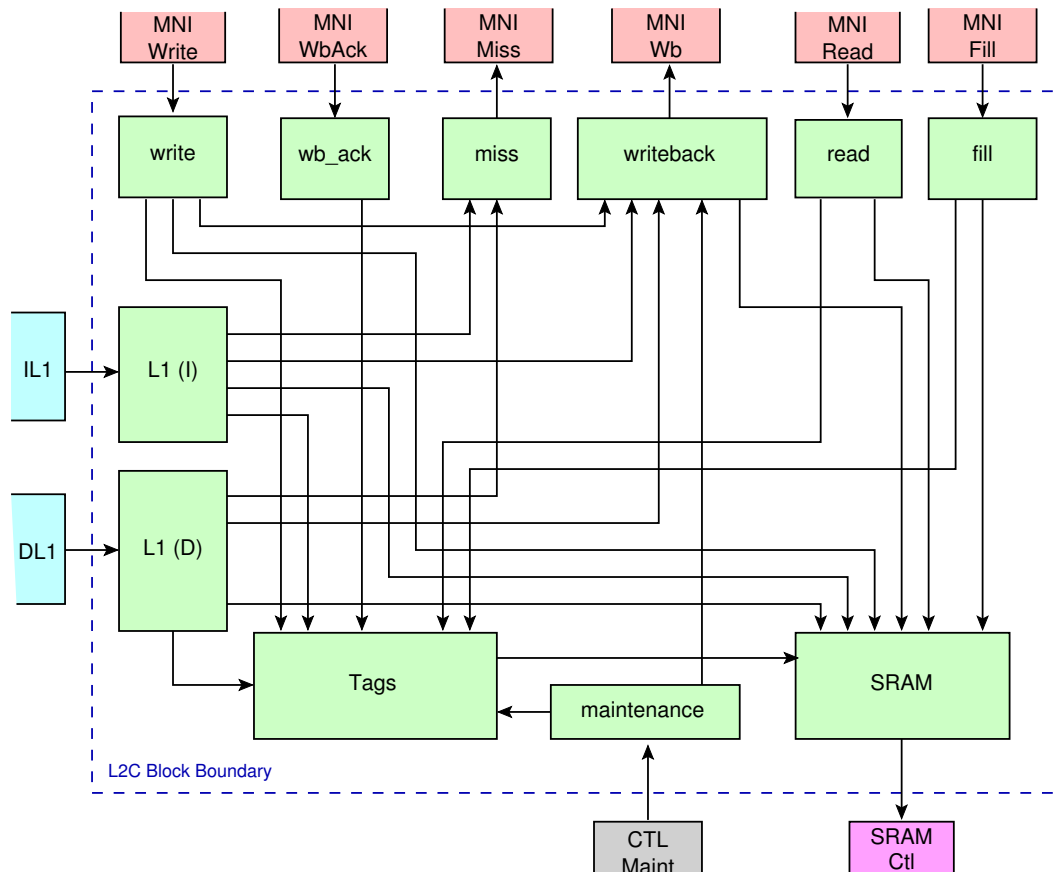 MNI
Write
MNI
WbAck
MNI
Miss
MNI
Wb
MNI
Read
MNI
Fill
write
wb_ack
miss
writeback
read
fill
IL1
L1 (I)
DL1
L1 (D)
Tags
SRAM
maintenance
L2C Block Boundary
CTL
Maint
SRAM
Ctl